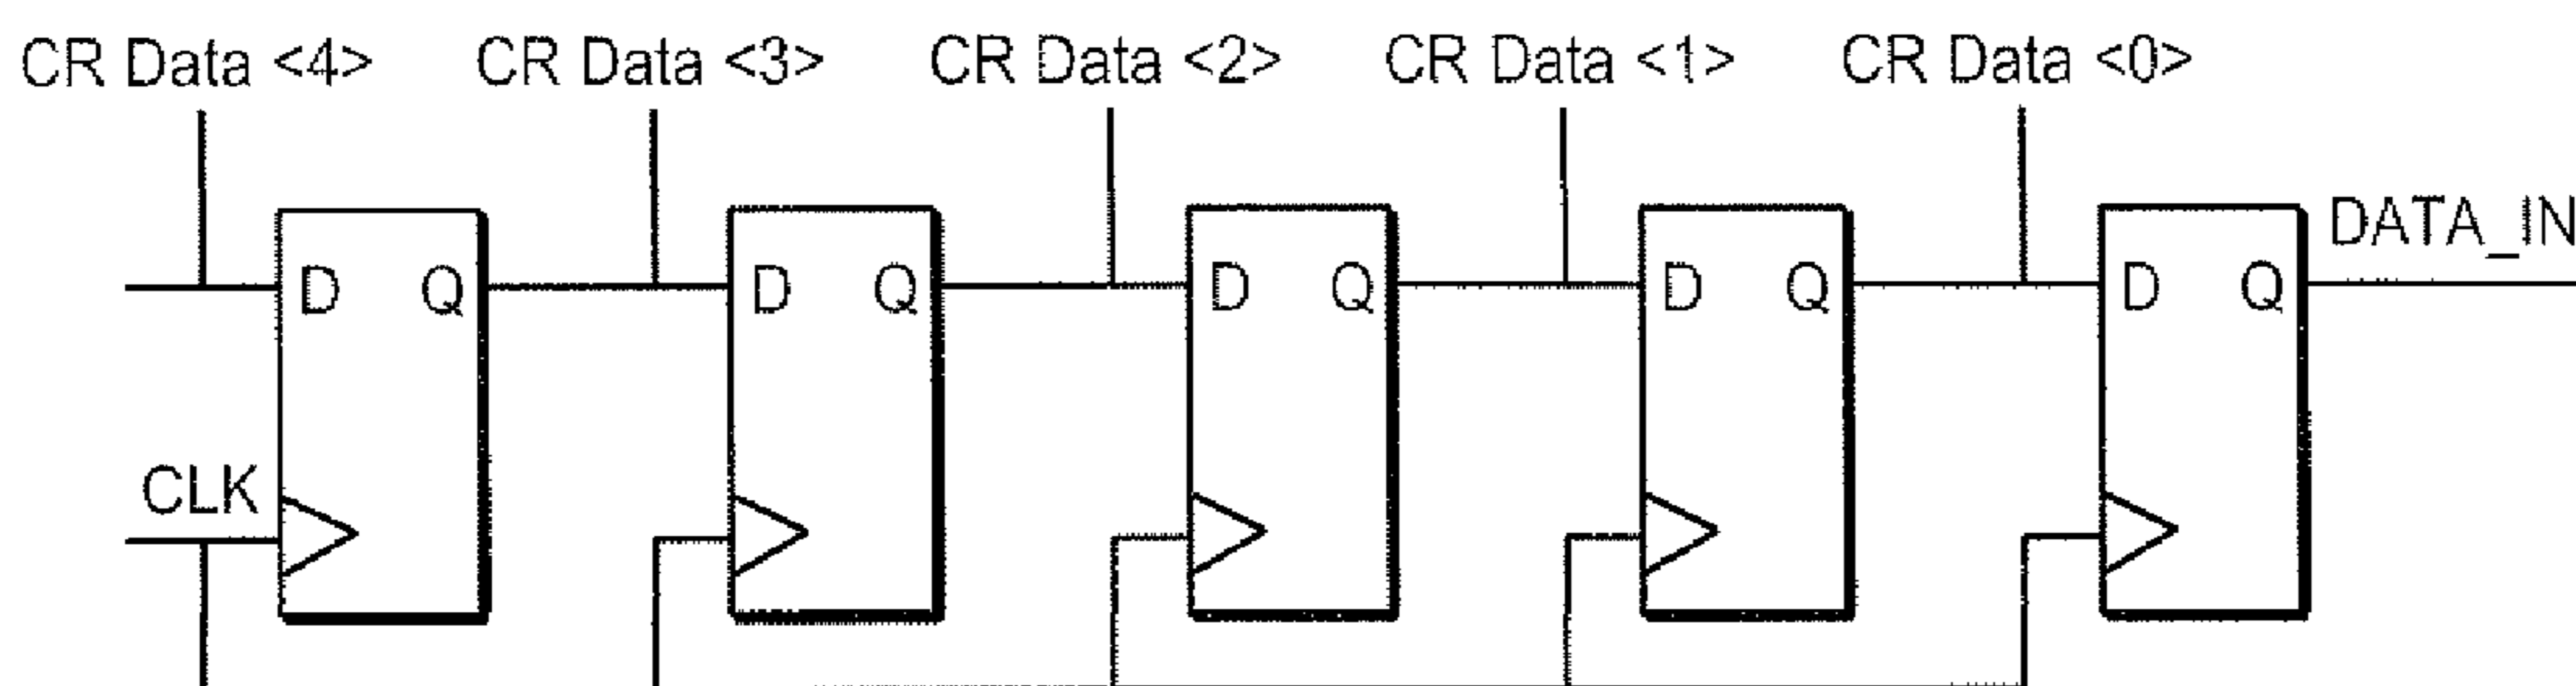 CR Data <4> CR Data <3> CR Data <2> CR Data <1> CR Data <0>
DATA_IN
D Q D Q D Q D Q D Q
CLK